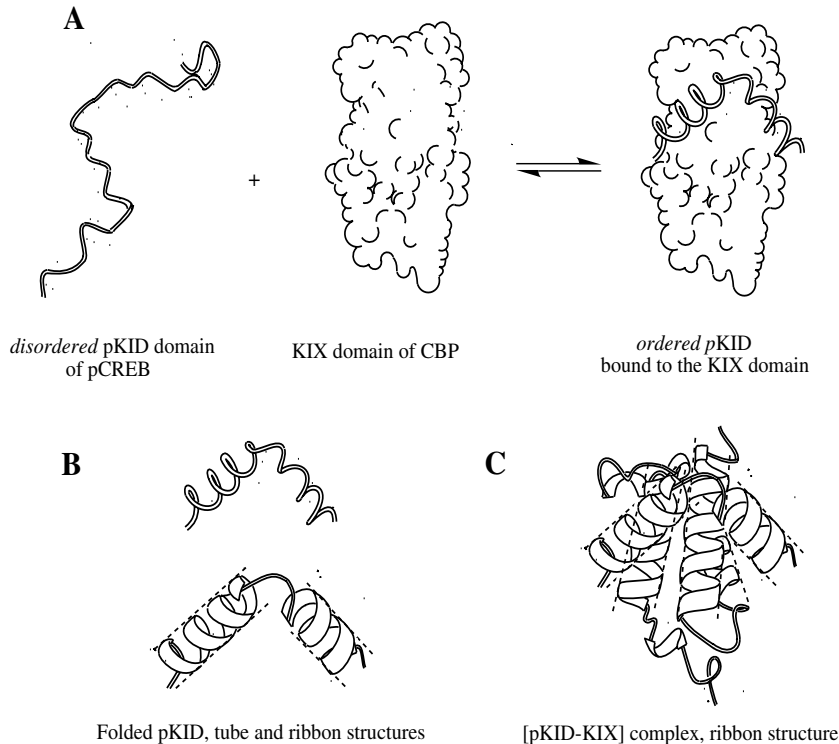 A
+
disordered pKID domain
of pCREB
KIX domain of CBP
ordered pKID
bound to the KIX domain
B
C
Folded pKID, tube and ribbon structures
[pKID-KIX] complex, ribbon structure